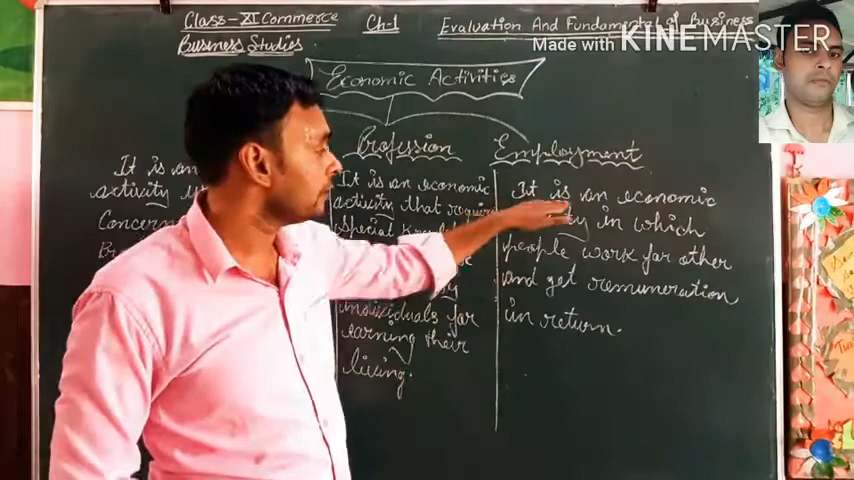 Class-XI Commerce Ch-1 Evaluation And Fundamental of Business
Business Studies
Made with KINEMASTER
Economic Activities
Profession
Employment
It is an
activity
Concerned
It is an economic
activity that require
special
individuals for
earning their
living.
It is an economic
in which
people work for other
and get remuneration
in return.